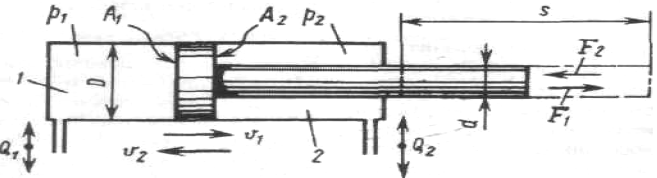 p₁ A₁ A₂ p₂ s
F₂
1 D d F₁
Q₁ v₂ v₁ 2 Q₂